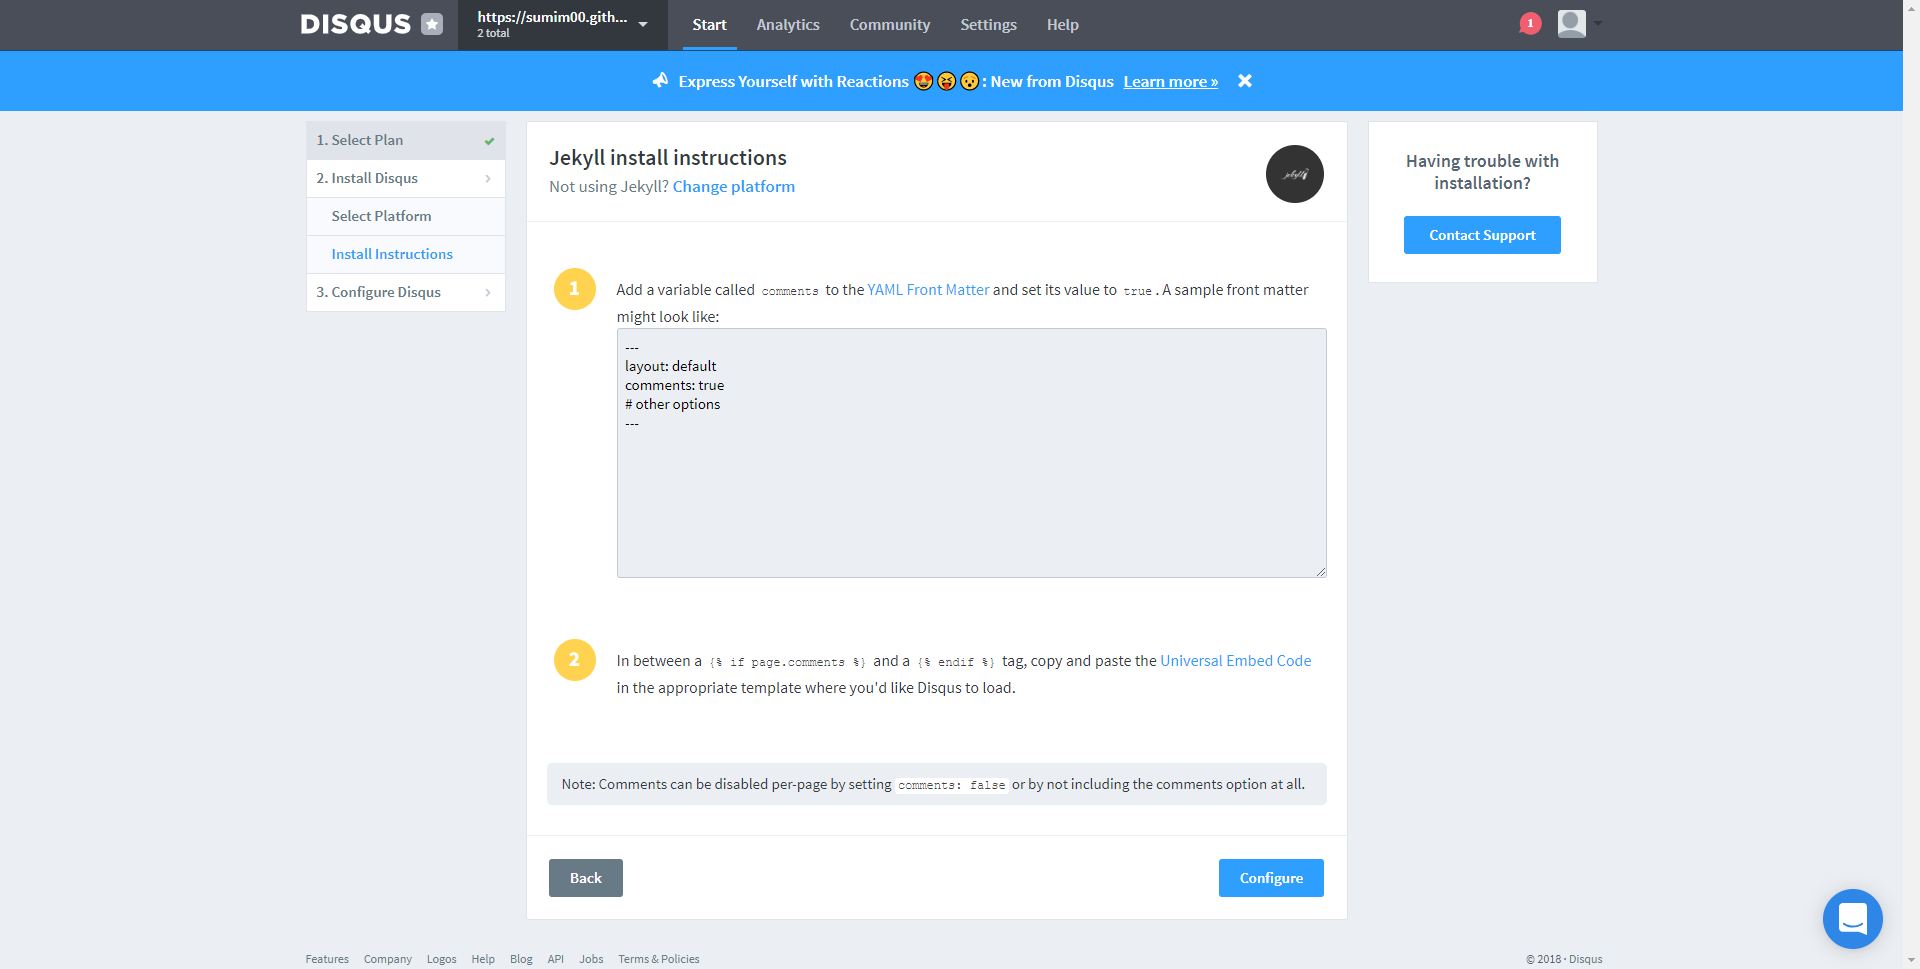 DISQUS
https://sumim00.gith...
2 total
Start
Analytics
Community
Settings
Help
1
Express Yourself with Reactions 😍😝😯: New from Disqus Learn more »
1. Select Plan
2. Install Disqus
Select Platform
Install Instructions
3. Configure Disqus
Jekyll install instructions
Not using Jekyll? Change platform
jekyll
Having trouble with
installation?
Contact Support
1
Add a variable called comments to the YAML Front Matter and set its value to true . A sample front matter
might look like:
---
layout: default
comments: true
# other options
---
2
In between a {% if page.comments %} and a {% endif %} tag, copy and paste the Universal Embed Code
in the appropriate template where you'd like Disqus to load.
Note: Comments can be disabled per-page by setting comments: false or by not including the comments option at all.
Back
Configure
Features Company Logos Help Blog API Jobs Terms & Policies
© 2018 · Disqus